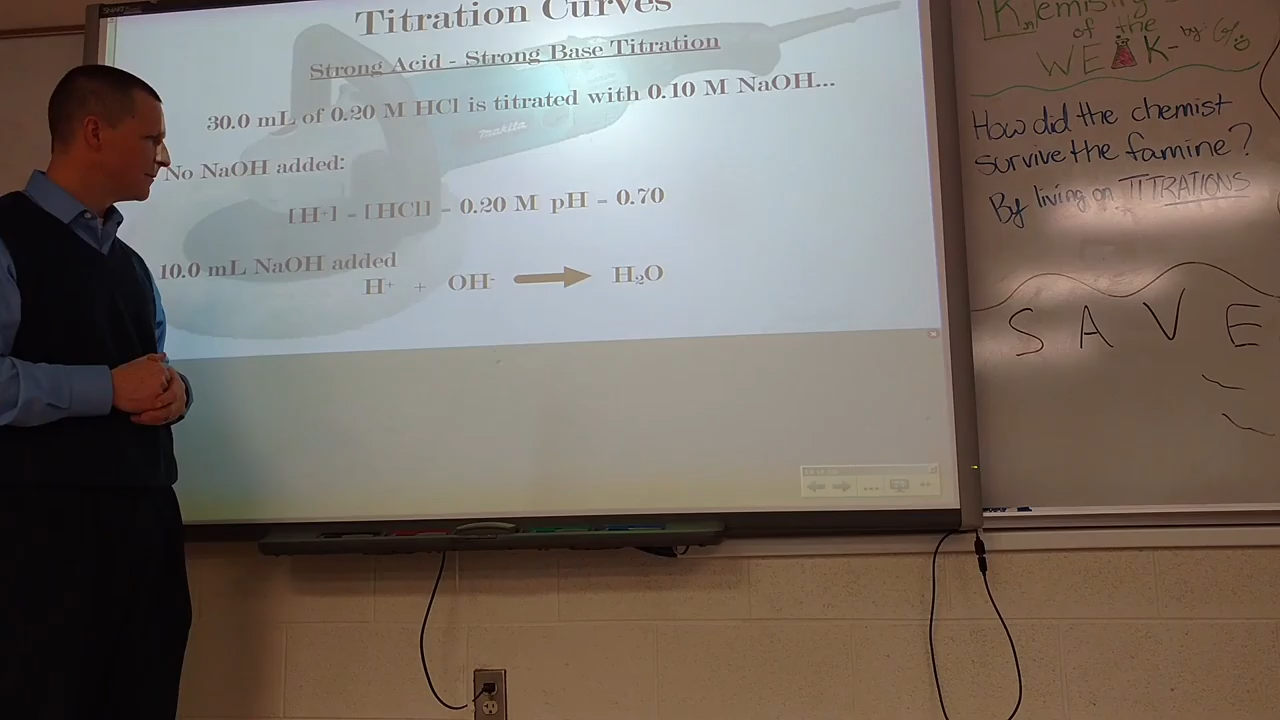 Titration Curves
Strong Acid - Strong Base Titration
30.0 mL of 0.20 M HCl is titrated with 0.10 M NaOH...
makita
No NaOH added:
[H+] = [HCl] = 0.20 M pH = 0.70
10.0 mL NaOH added
H+ + OH- → H₂O
of the
WEEK- by
How did the chemist
survive the famine?
By living on TITRATIONS
SAVE